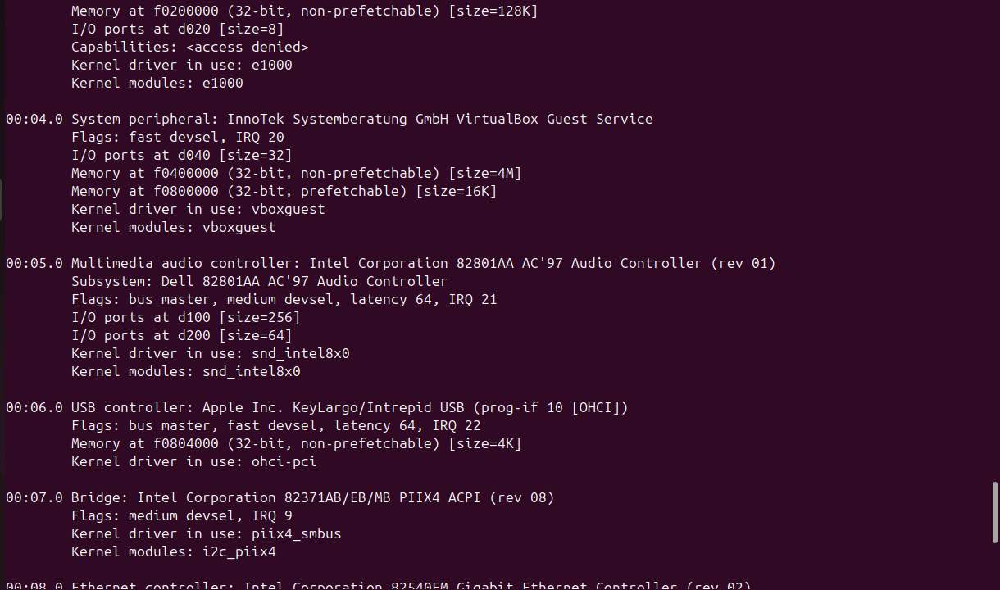 Memory at f0200000 (32-bit, non-prefetchable) [size=128K]
I/O ports at d020 [size=8]
Capabilities: <access denied>
Kernel driver in use: e1000
Kernel modules: e1000
00:04.0 System peripheral: InnoTek Systemberatung GmbH VirtualBox Guest Service
Flags: fast devsel, IRQ 20
I/O ports at d040 [size=32]
Memory at f0400000 (32-bit, non-prefetchable) [size=4M]
Memory at f0800000 (32-bit, prefetchable) [size=16K]
Kernel driver in use: vboxguest
Kernel modules: vboxguest
00:05.0 Multimedia audio controller: Intel Corporation 82801AA AC'97 Audio Controller (rev 01)
Subsystem: Dell 82801AA AC'97 Audio Controller
Flags: bus master, medium devsel, latency 64, IRQ 21
I/O ports at d100 [size=256]
I/O ports at d200 [size=64]
Kernel driver in use: snd_intel8x0
Kernel modules: snd_intel8x0
00:06.0 USB controller: Apple Inc. KeyLargo/Intrepid USB (prog-if 10 [OHCI])
Flags: bus master, fast devsel, latency 64, IRQ 22
Memory at f0804000 (32-bit, non-prefetchable) [size=4K]
Kernel driver in use: ohci-pci
00:07.0 Bridge: Intel Corporation 82371AB/EB/MB PIIX4 ACPI (rev 08)
Flags: medium devsel, IRQ 9
Kernel driver in use: piix4_smbus
Kernel modules: i2c_piix4
00:08.0 Ethernet controller: Intel Corporation 82540EM Gigabit Ethernet Controller (rev 02)